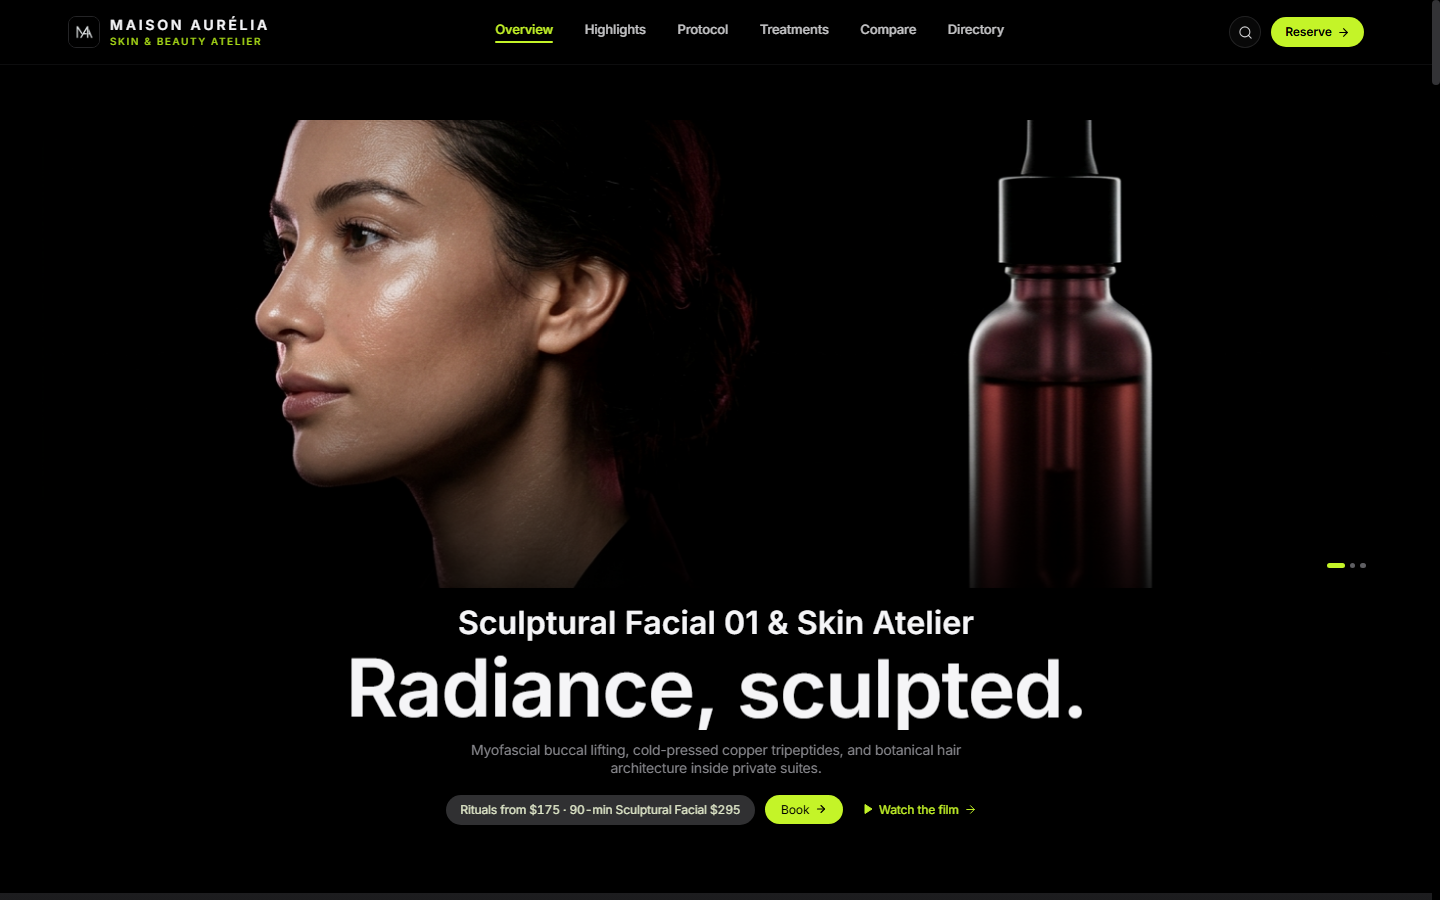 MAISON AURÉLIA
SKIN & BEAUTY ATELIER
Overview
Highlights
Protocol
Treatments
Compare
Directory
Reserve →
Sculptural Facial 01 & Skin Atelier
Radiance, sculpted.
Myofascial buccal lifting, cold-pressed copper tripeptides, and botanical hair
architecture inside private suites.
Rituals from $175 · 90-min Sculptural Facial $295
Book →
Watch the film →